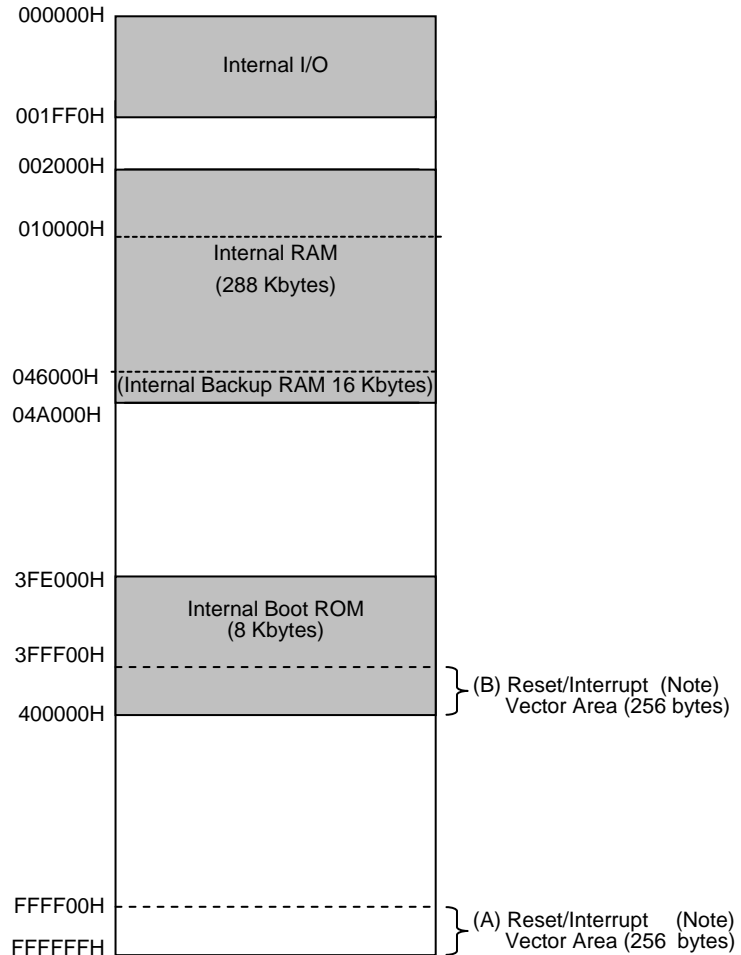 000000H
Internal I/O
001FF0H
002000H
010000H
Internal RAM
(288 Kbytes)
046000H
(Internal Backup RAM 16 Kbytes)
04A000H
3FE000H
Internal Boot ROM
(8 Kbytes)
3FFF00H
(B) Reset/Interrupt (Note)
Vector Area (256 bytes)
400000H
FFFF00H
(A) Reset/Interrupt (Note)
Vector Area (256 bytes)
FFFFFFH